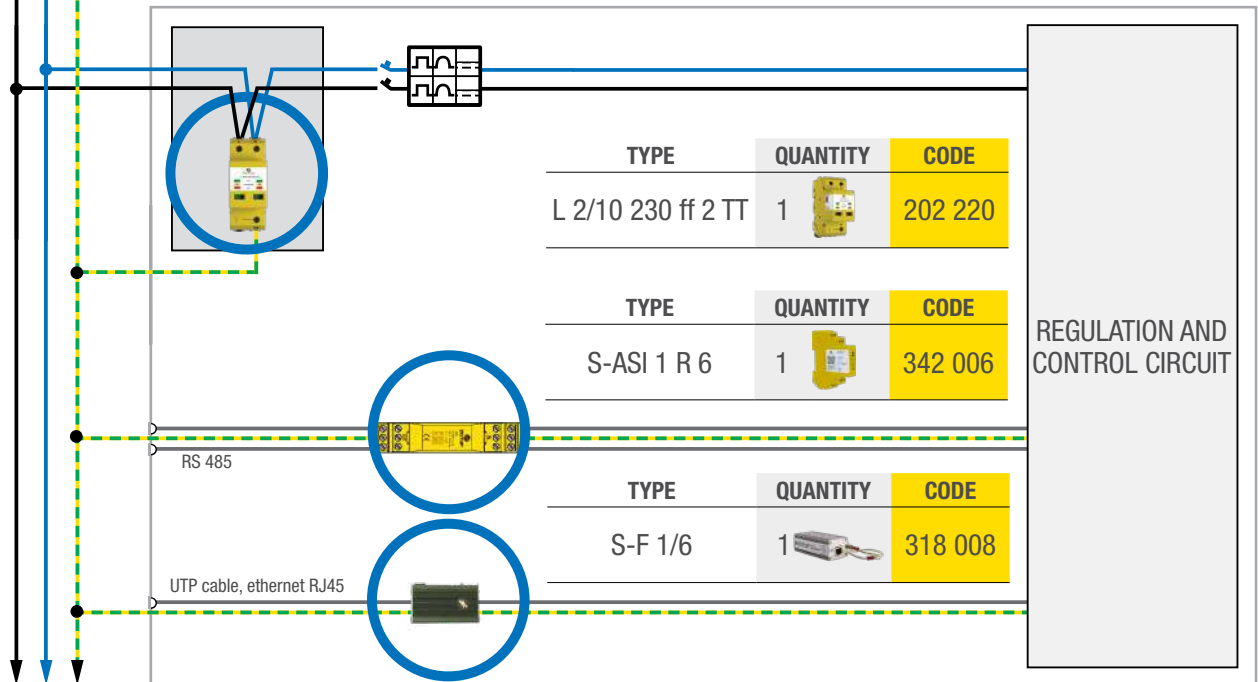 TYPE QUANTITY CODE
L 2/10 230 ff 2 TT 1 202 220
TYPE QUANTITY CODE
S-ASI 1 R 6 1 342 006
REGULATION AND
CONTROL CIRCUIT
RS 485
TYPE QUANTITY CODE
S-F 1/6 1 318 008
UTP cable, ethernet RJ45